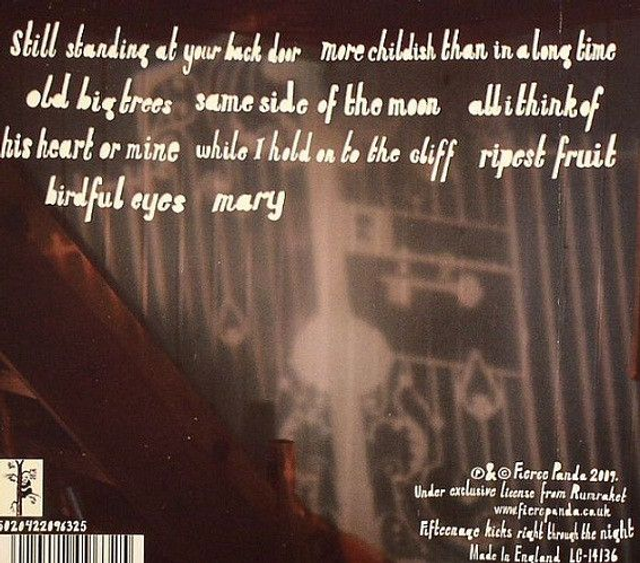 Still standing at your back door more childish than in a long time
old big trees same side of the moon all i think of
his heart or mine while I hold on to the cliff ripest fruit
birdful eyes mary
℗&© Fierce Panda 2009.
Under exclusive license from Rumraket
www.fiercepanda.co.uk
Fifteenage kicks right through the night
Made in England LC-14136
5020422096325